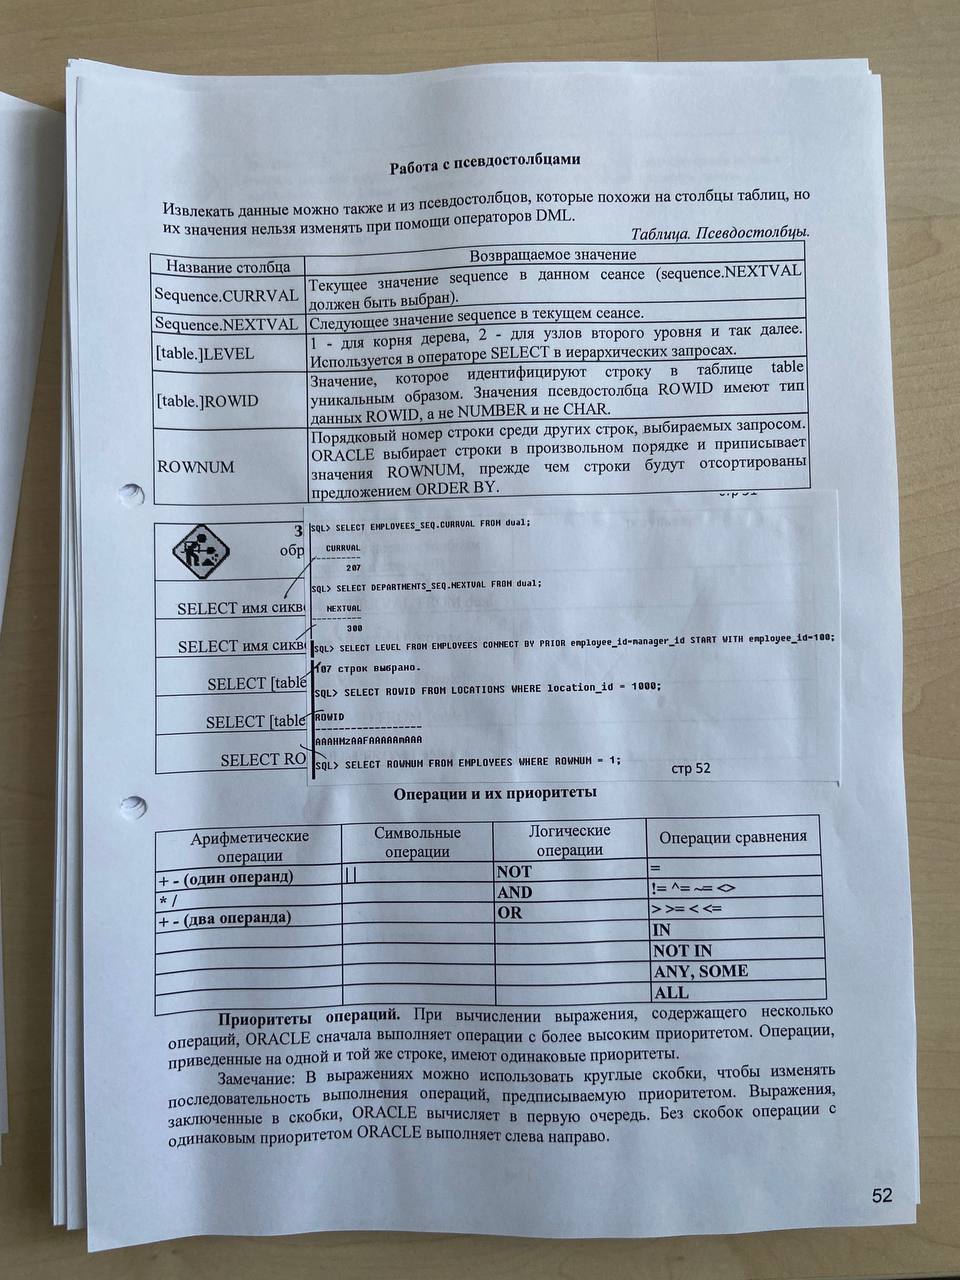 Работа с псевдостолбцами
Извлекать данные можно также и из псевдостолбцов, которые похожи на столбцы таблиц, но
их значения нельзя изменять при помощи операторов DML.
Таблица. Псевдостолбцы.
Название столбца Возвращаемое значение
Sequence.CURRVAL Текущее значение sequence в данном сеансе (sequence.NEXTVAL
должен быть выбран).
Sequence.NEXTVAL Следующее значение sequence в текущем сеансе.
[table.]LEVEL 1 - для корня дерева, 2 - для узлов второго уровня и так далее.
Используется в операторе SELECT в иерархических запросах.
[table.]ROWID Значение, которое идентифицируют строку в таблице table
уникальным образом. Значения псевдостолбца ROWID имеют тип
данных ROWID, а не NUMBER и не CHAR.
ROWNUM Порядковый номер строки среди других строк, выбираемых запросом.
ORACLE выбирает строки в произвольном порядке и приписывает
значения ROWNUM, прежде чем строки будут отсортированы
предложением ORDER BY.
З
обр
SELECT имя сикв
SELECT имя сикв
SELECT [table
SELECT [table
SELECT RO
SQL> SELECT EMPLOYEES_SEQ.CURRVAL FROM dual;
CURRVAL
----------
207
SQL> SELECT DEPARTMENTS_SEQ.NEXTVAL FROM dual;
NEXTVAL
----------
300
SQL> SELECT LEVEL FROM EMPLOYEES CONNECT BY PRIOR employee_id=manager_id START WITH employee_id=100;
107 строк выбрано.
SQL> SELECT ROWID FROM LOCATIONS WHERE location_id = 1000;
ROWID
------------------
AAAHMzAAFAAAAAmAAA
SQL> SELECT ROWNUM FROM EMPLOYEES WHERE ROWNUM = 1;
стр 52
Операции и их приоритеты
Арифметические операции Символьные операции Логические операции Операции сравнения
+ - (один операнд) || NOT =
* / AND != ^= ~= <>
+ - (два операнда) OR > >= < <=
IN
NOT IN
ANY, SOME
ALL
Приоритеты операций. При вычислении выражения, содержащего несколько
операций, ORACLE сначала выполняет операции с более высоким приоритетом. Операции,
приведенные на одной и той же строке, имеют одинаковые приоритеты.
Замечание: В выражениях можно использовать круглые скобки, чтобы изменять
последовательность выполнения операций, предписываемую приоритетом. Выражения,
заключенные в скобки, ORACLE вычисляет в первую очередь. Без скобок операции с
одинаковым приоритетом ORACLE выполняет слева направо.
52